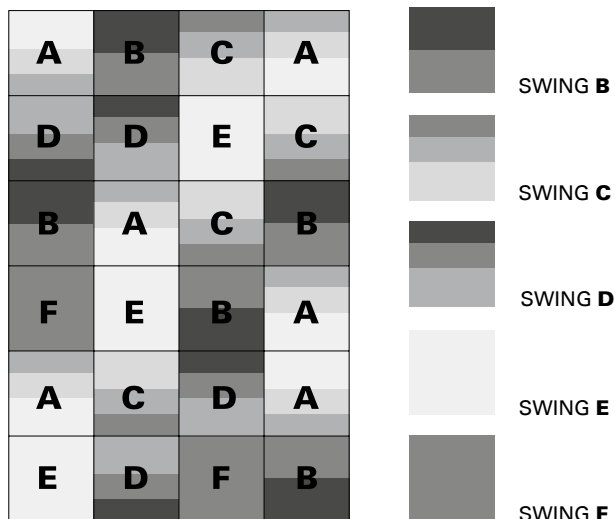 A B C A
SWING B
D D E C
SWING C
B A C B
SWING D
F E B A
A C D A
SWING E
E D F B
SWING F